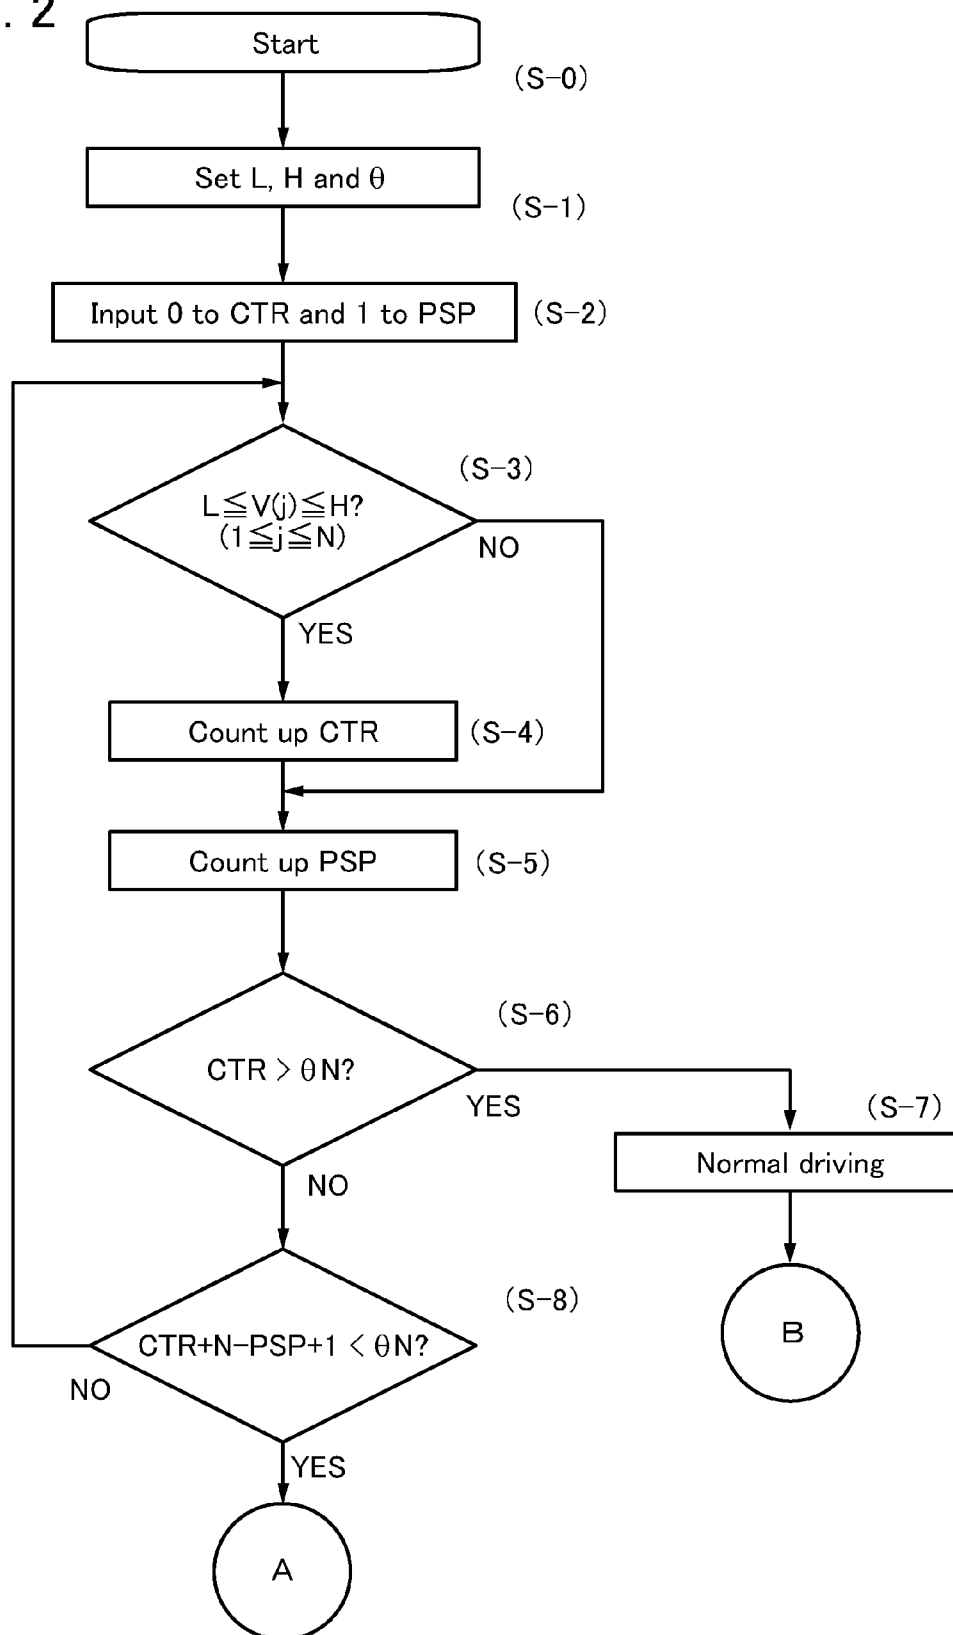 . 2
Start
(S-0)
Set L, H and θ
(S-1)
Input 0 to CTR and 1 to PSP
(S-2)
(S-3)
L≦V(j)≦H?
(1≦j≦N)
NO
YES
Count up CTR
(S-4)
Count up PSP
(S-5)
(S-6)
CTR > θN?
YES
(S-7)
Normal driving
NO
(S-8)
CTR+N-PSP+1 < θN?
B
NO
YES
A